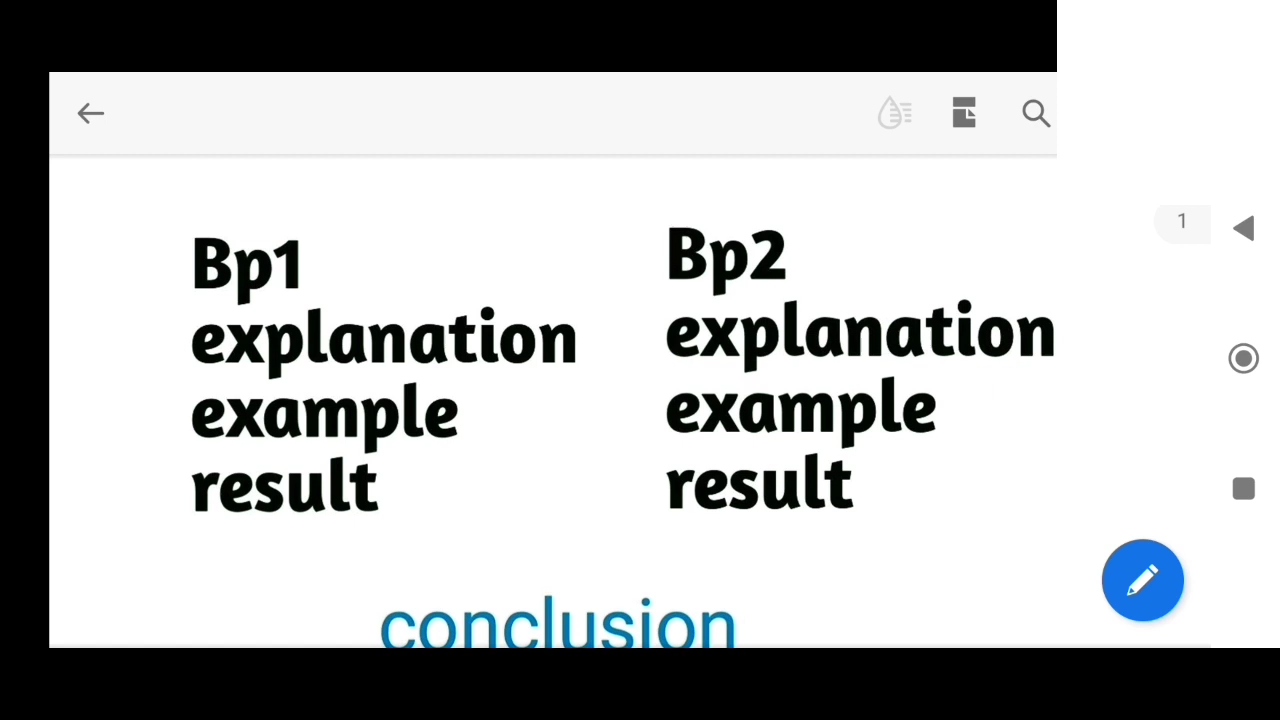 1
Bp1
explanation
example
result
Bp2
explanation
example
result
conclusion